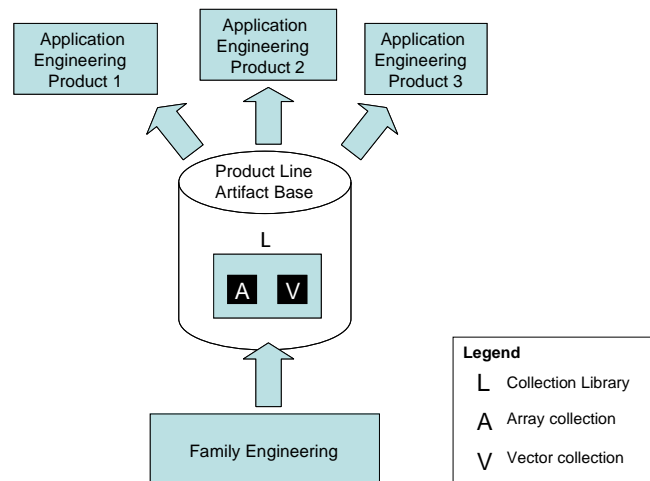 Application
Engineering
Product 1
Application
Engineering
Product 2
Application
Engineering
Product 3
Product Line
Artifact Base
L
A V
Family Engineering
Legend
L Collection Library
A Array collection
V Vector collection